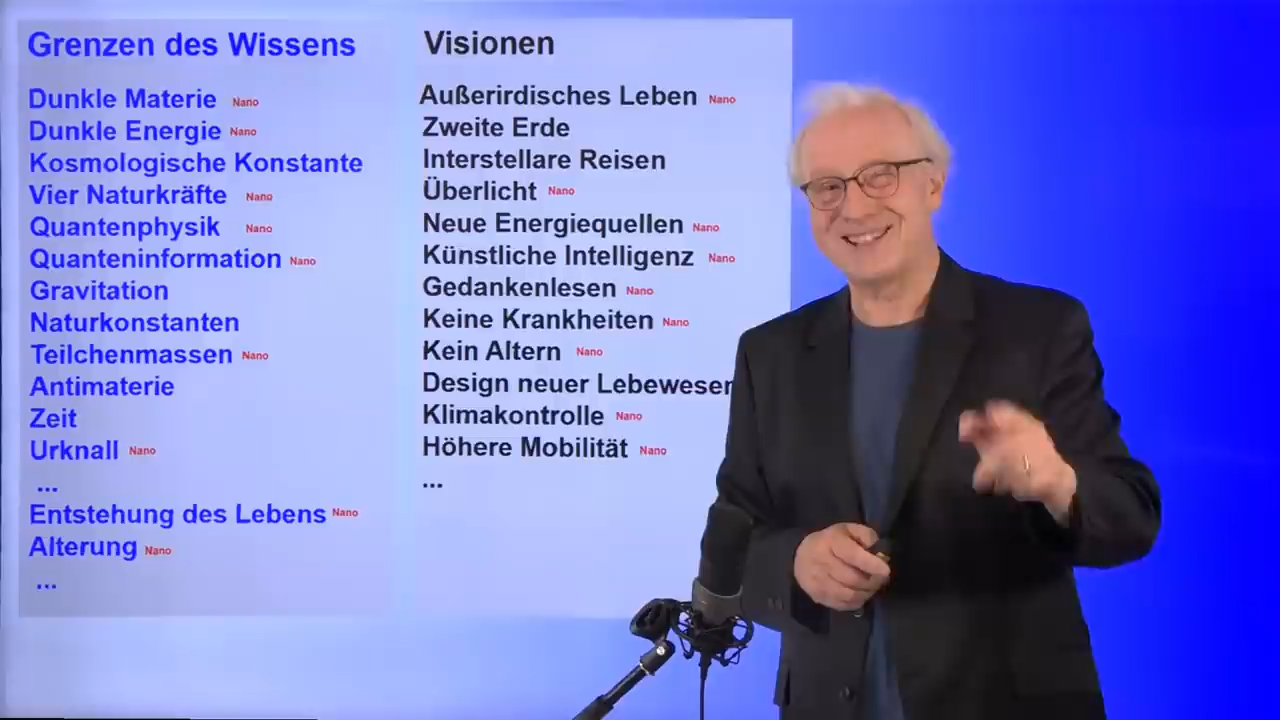 Grenzen des Wissens
Dunkle Materie Nano
Dunkle Energie Nano
Kosmologische Konstante
Vier Naturkräfte Nano
Quantenphysik Nano
Quanteninformation Nano
Gravitation
Naturkonstanten
Teilchenmassen Nano
Antimaterie
Zeit
Urknall Nano
...
Entstehung des Lebens Nano
Alterung Nano
...
Visionen
Außerirdisches Leben Nano
Zweite Erde
Interstellare Reisen
Überlicht Nano
Neue Energiequellen Nano
Künstliche Intelligenz Nano
Gedankenlesen Nano
Keine Krankheiten Nano
Kein Altern Nano
Design neuer Lebewesen
Klimakontrolle Nano
Höhere Mobilität Nano
...